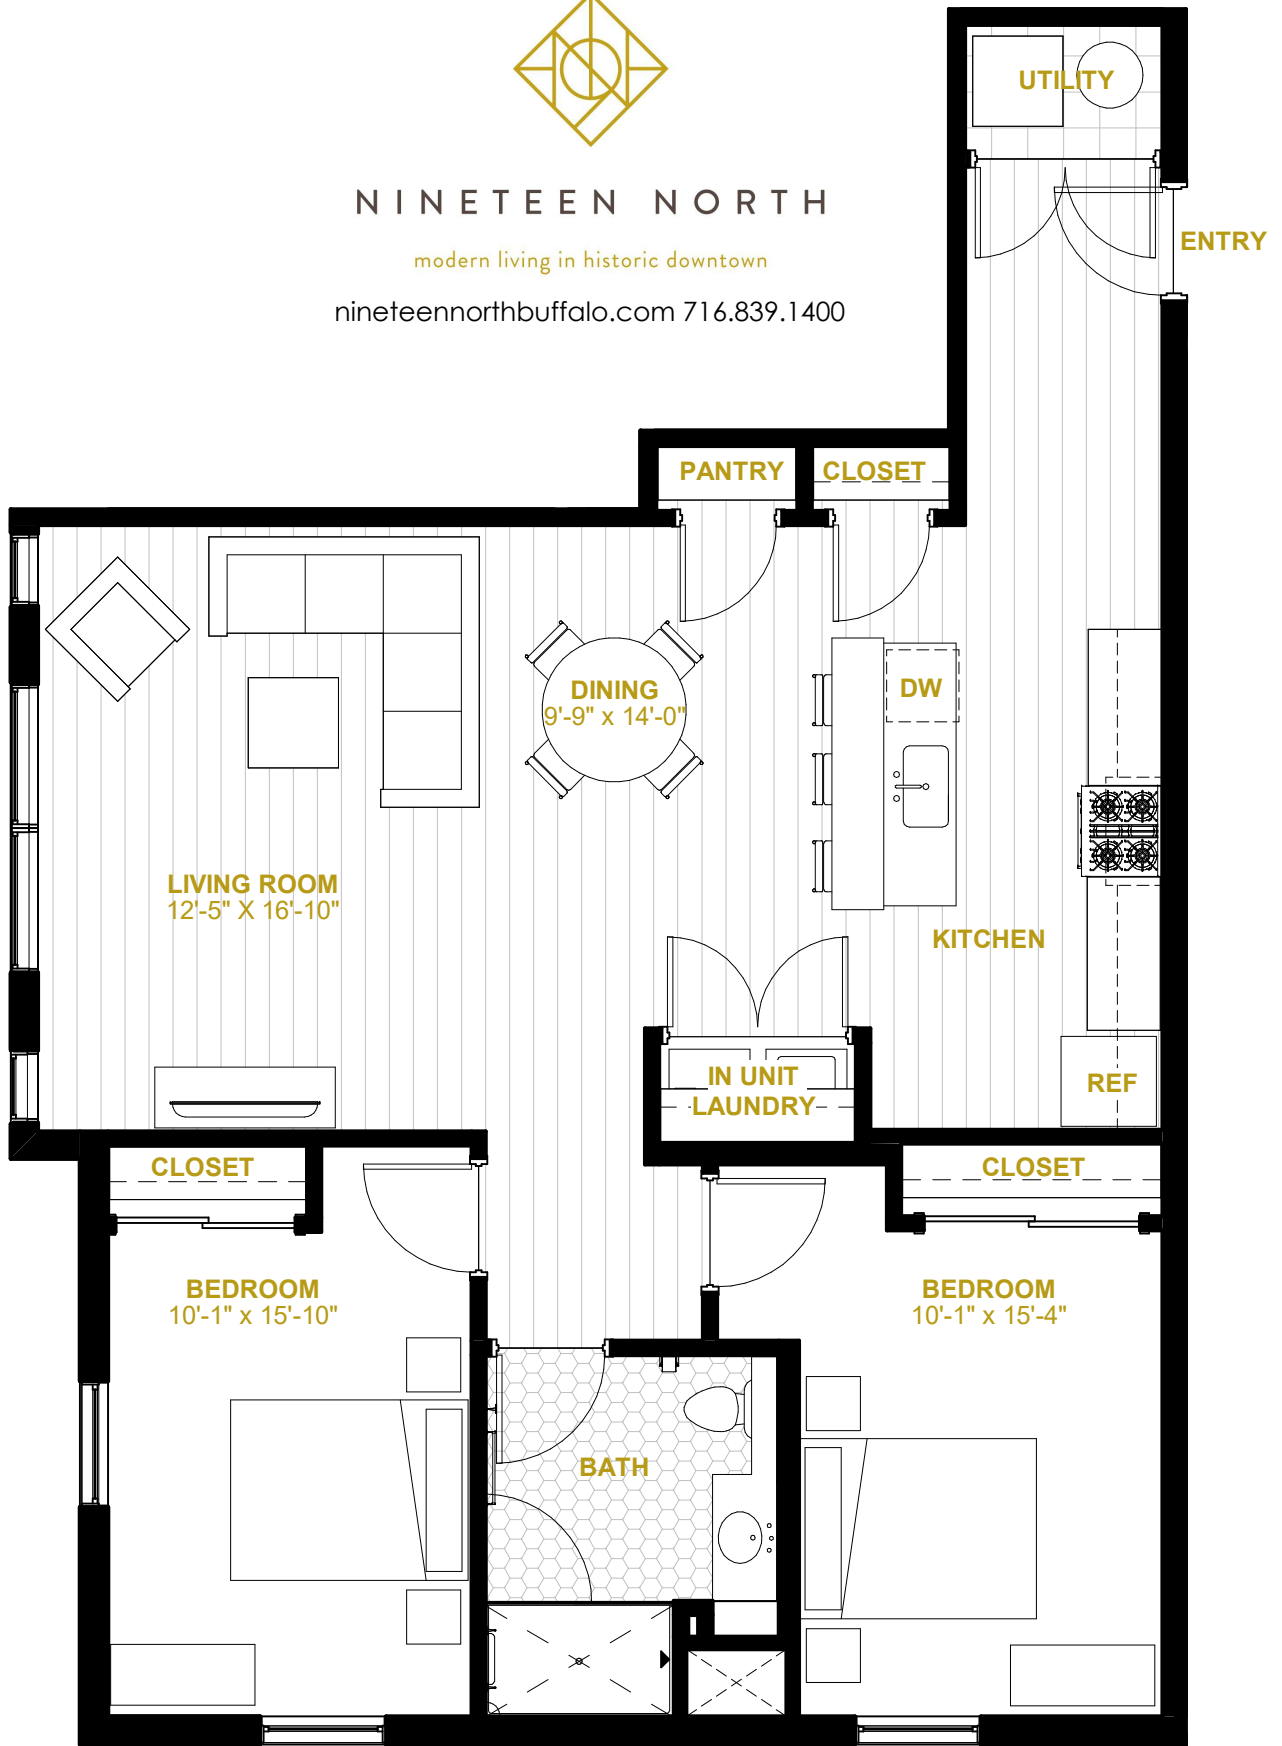 NINETEEN NORTH
modern living in historic downtown
nineteennorthbuffalo.com 716.839.1400
UTILITY
ENTRY
PANTRY
CLOSET
DINING
9'-9" x 14'-0"
DW
LIVING ROOM
12'-5" X 16'-10"
KITCHEN
IN UNIT
LAUNDRY
REF
CLOSET
CLOSET
BEDROOM
10'-1" x 15'-10"
BEDROOM
10'-1" x 15'-4"
BATH